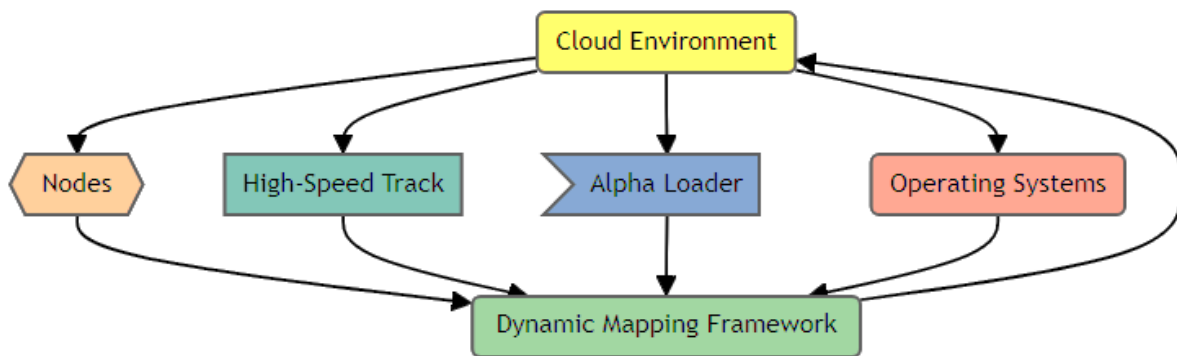 Cloud Environment
Nodes
High-Speed Track
Alpha Loader
Operating Systems
Dynamic Mapping Framework